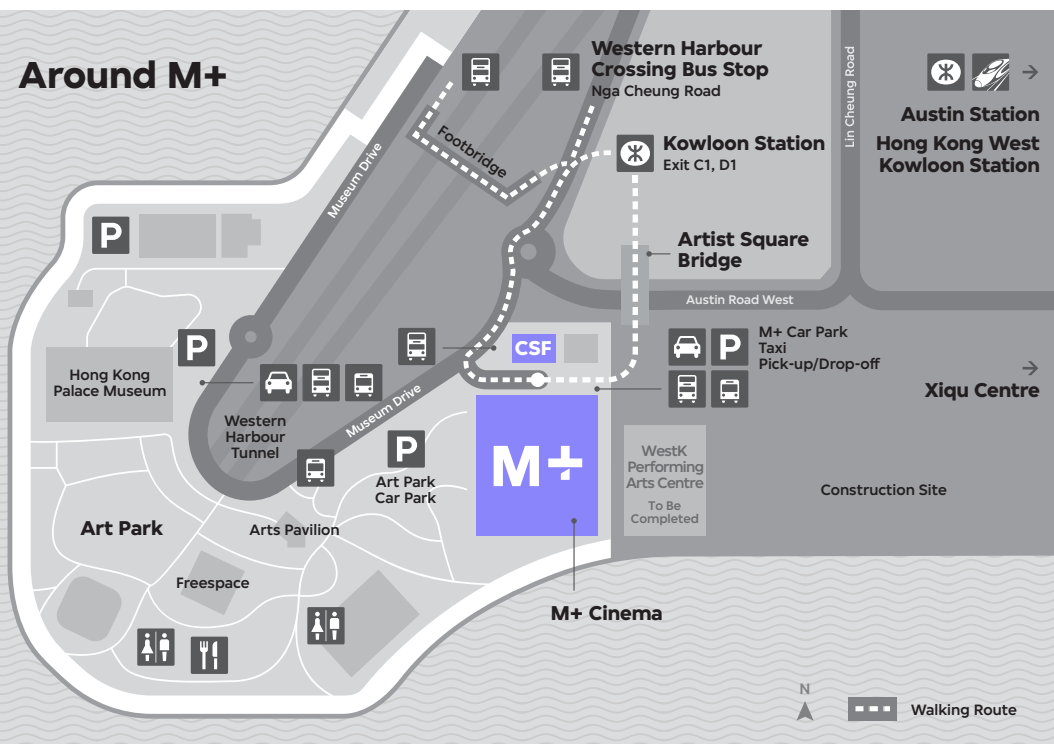 Around M+
Western Harbour
Crossing Bus Stop
Nga Cheung Road
Lin Cheung Road
Austin Station
Hong Kong West
Kowloon Station
Footbridge
Museum Drive
Kowloon Station
Exit C1, D1
P
Artist Square
Bridge
Austin Road West
P
Hong Kong
Palace Museum
CSF
P
M+ Car Park
Taxi
Pick-up/Drop-off
Xiqu Centre
Museum Drive
Western
Harbour
Tunnel
P
Art Park
Car Park
M+
WestK
Performing
Arts Centre
To Be
Completed
Construction Site
Art Park
Arts Pavilion
Freespace
M+ Cinema
N
Walking Route